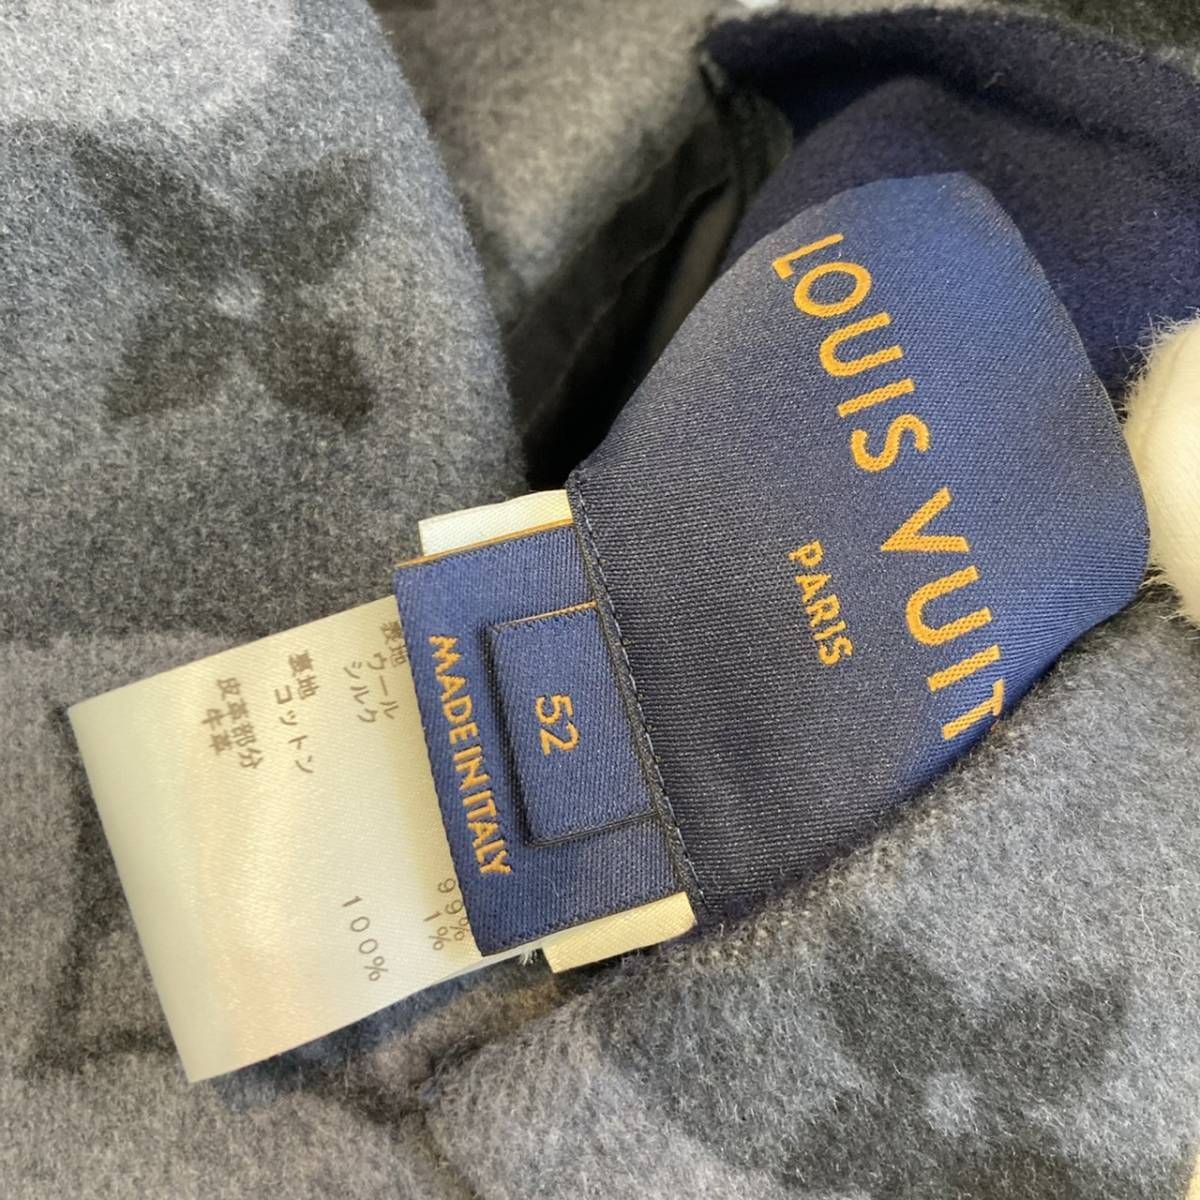 LOUIS VUIT
PARIS
52
MADE IN ITALY
表地
ウール 99%
シルク 1%
裏地
コットン 100%
皮革部分
牛革